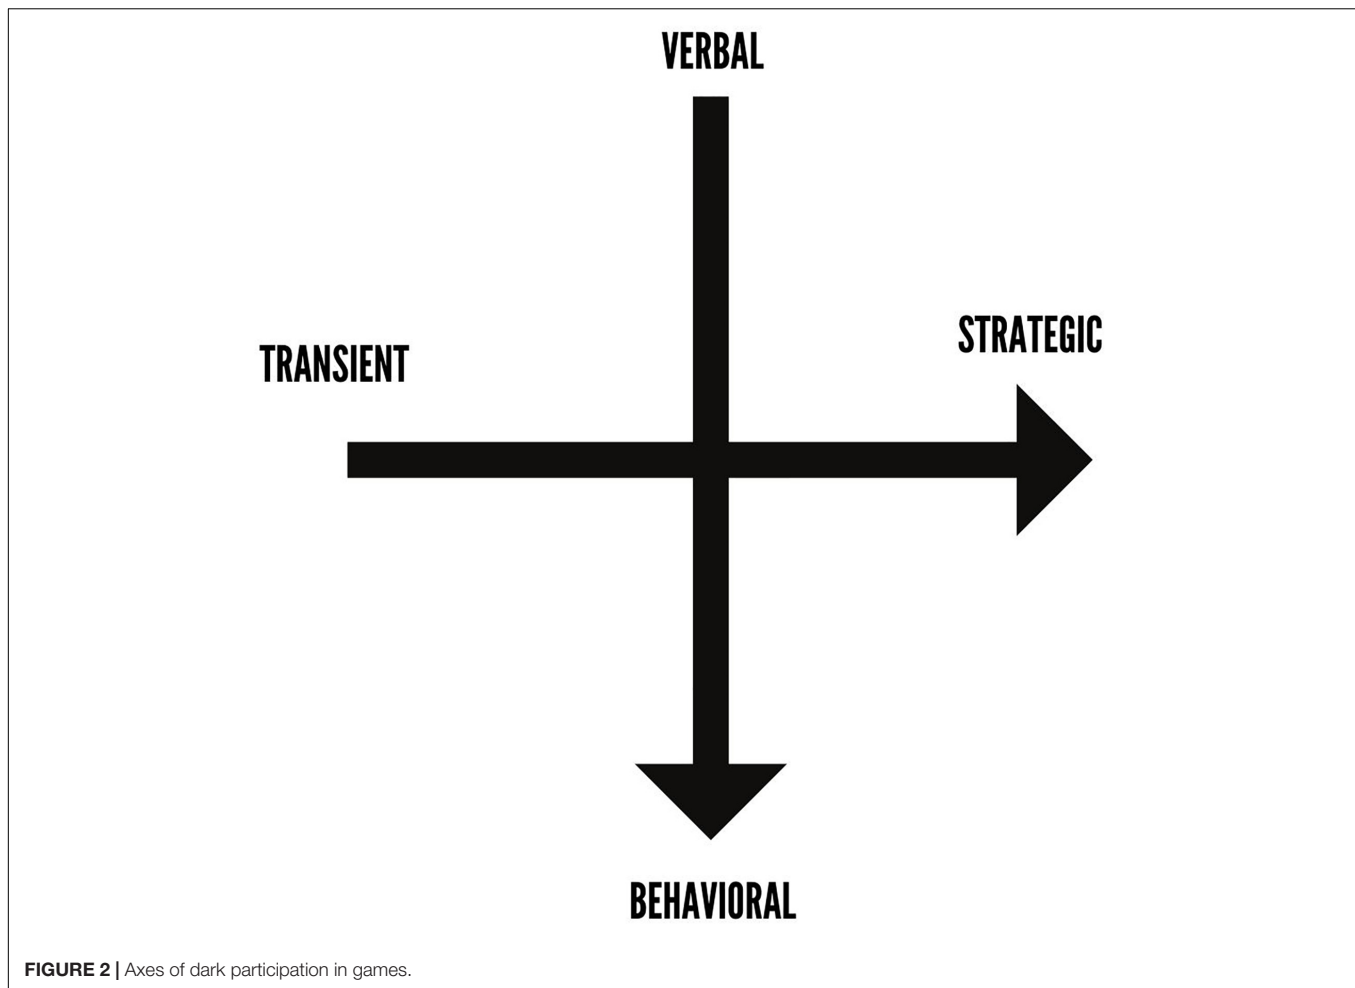 VERBAL
STRATEGIC
TRANSIENT
BEHAVIORAL
FIGURE 2 | Axes of dark participation in games.